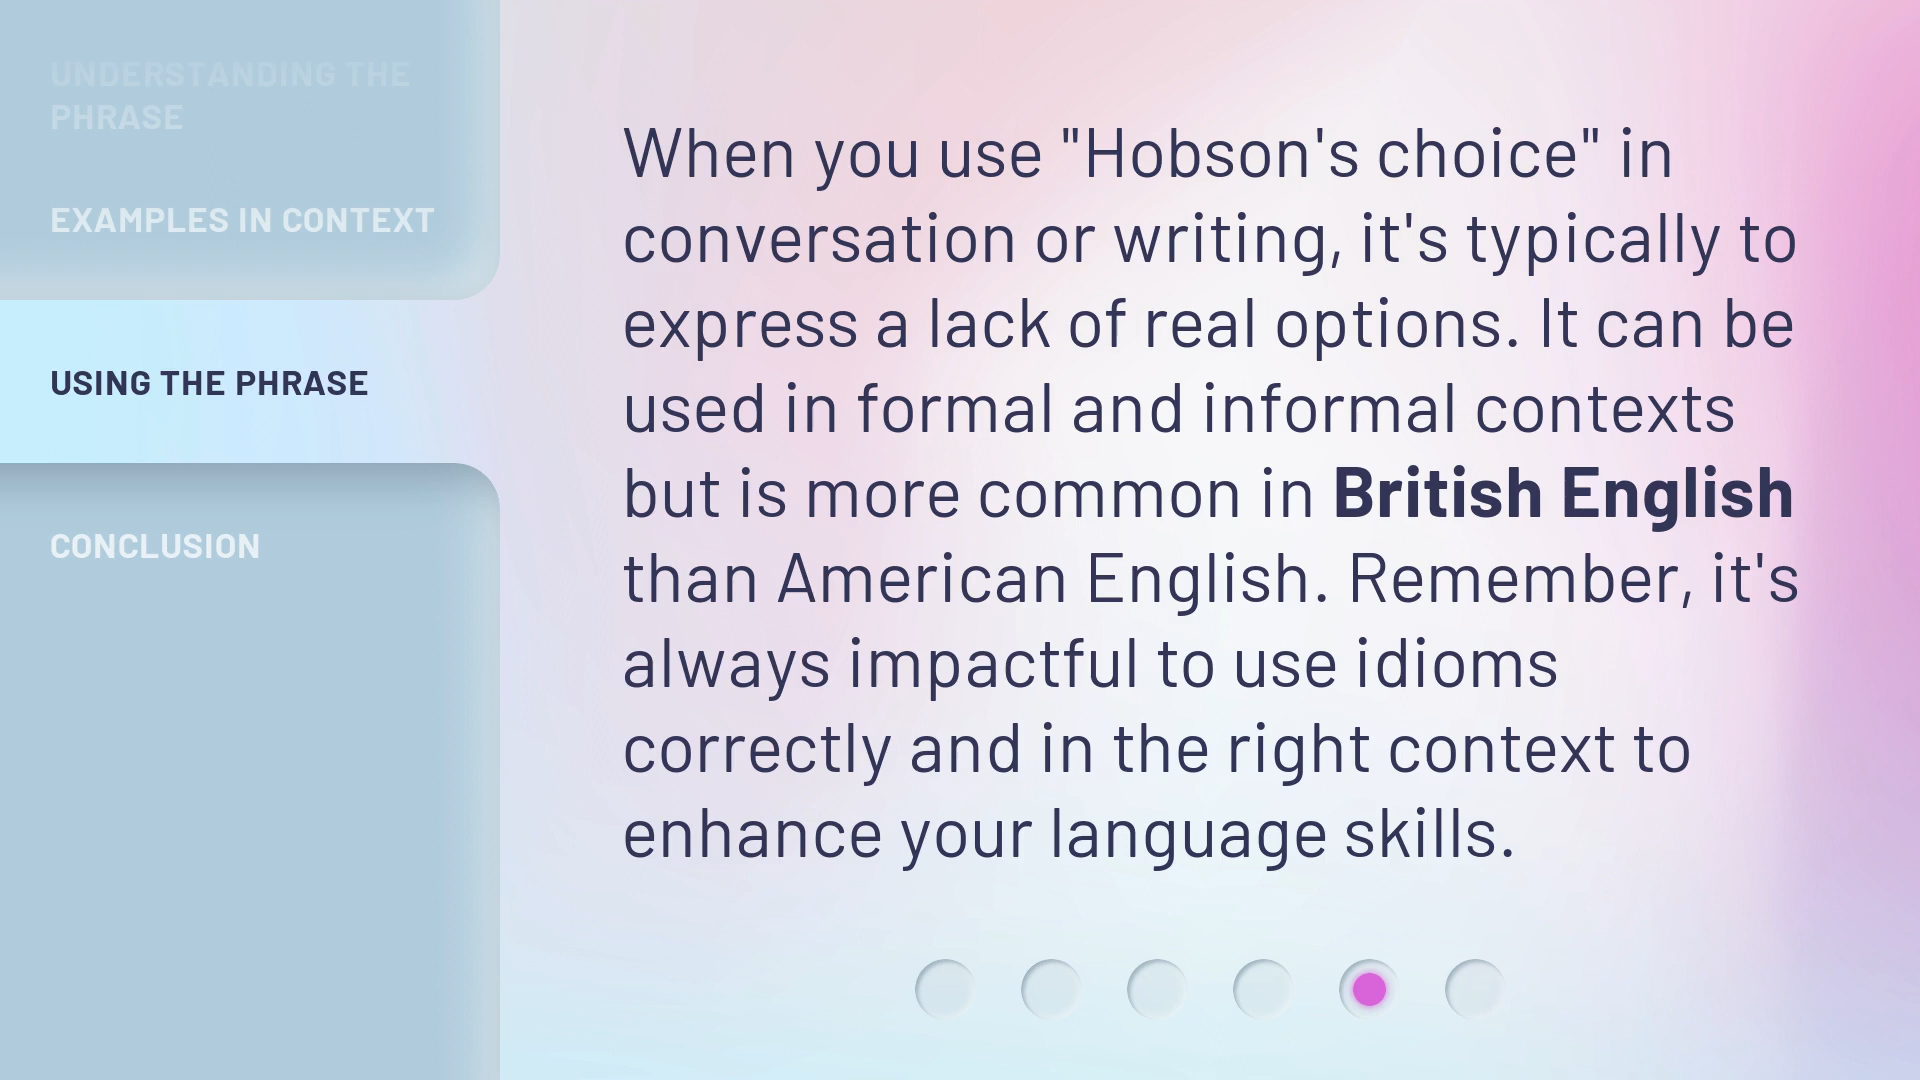 UNDERSTANDING THE
PHRASE
EXAMPLES IN CONTEXT
USING THE PHRASE
CONCLUSION
When you use "Hobson's choice" in
conversation or writing, it's typically to
express a lack of real options. It can be
used in formal and informal contexts
but is more common in British English
than American English. Remember, it's
always impactful to use idioms
correctly and in the right context to
enhance your language skills.